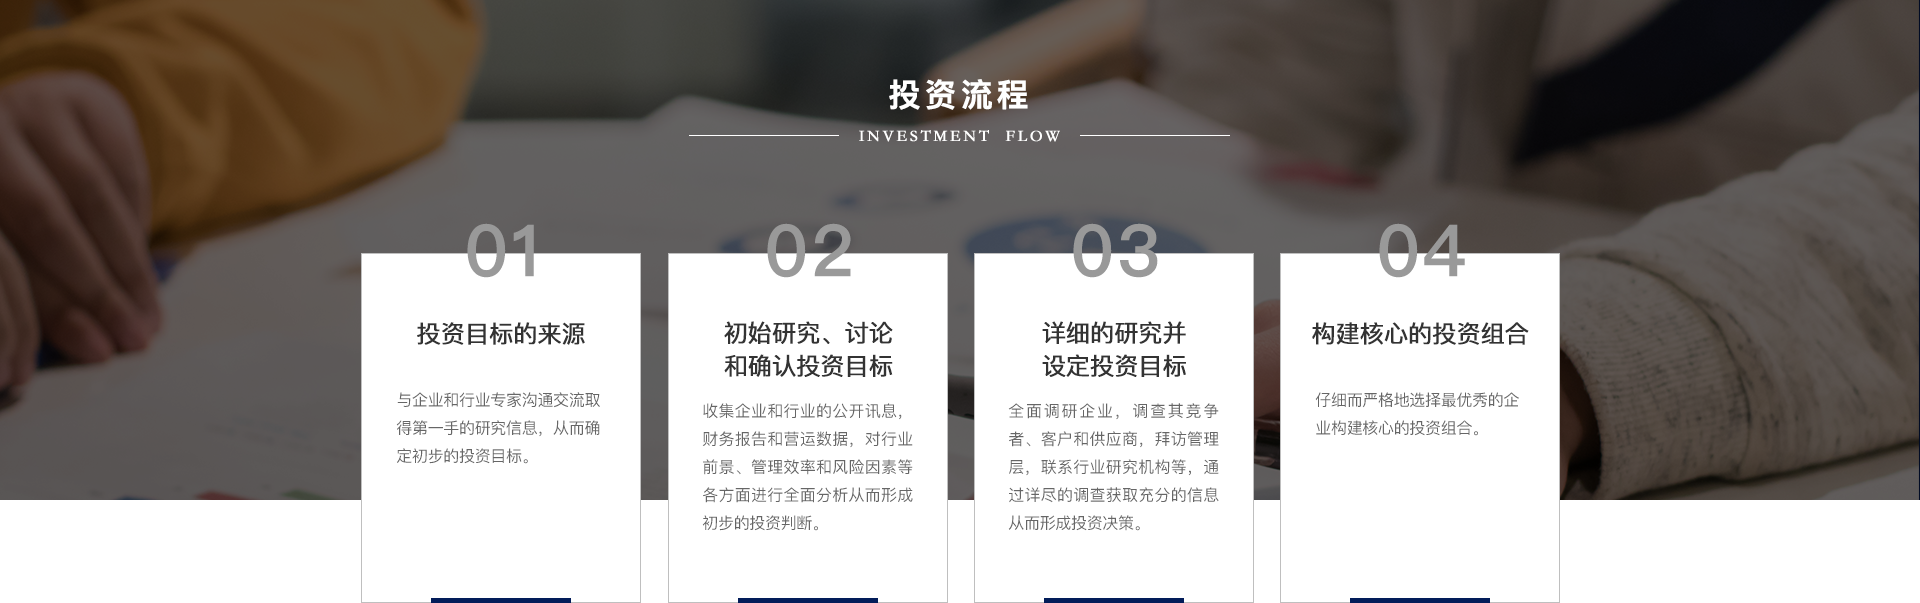 投资流程
INVESTMENT FLOW
01
投资目标的来源
与企业和行业专家沟通交流取
得第一手的研究信息，从而确
定初步的投资目标。
02
初始研究、讨论
和确认投资目标
收集企业和行业的公开讯息，
财务报告和营运数据，对行业
前景、管理效率和风险因素等
各方面进行全面分析从而形成
初步的投资判断。
03
详细的研究并
设定投资目标
全面调研企业，调查其竞争
者、客户和供应商，拜访管理
层，联系行业研究机构等，通
过详尽的调查获取充分的信息
从而形成投资决策。
04
构建核心的投资组合
仔细而严格地选择最优秀的企
业构建核心的投资组合。